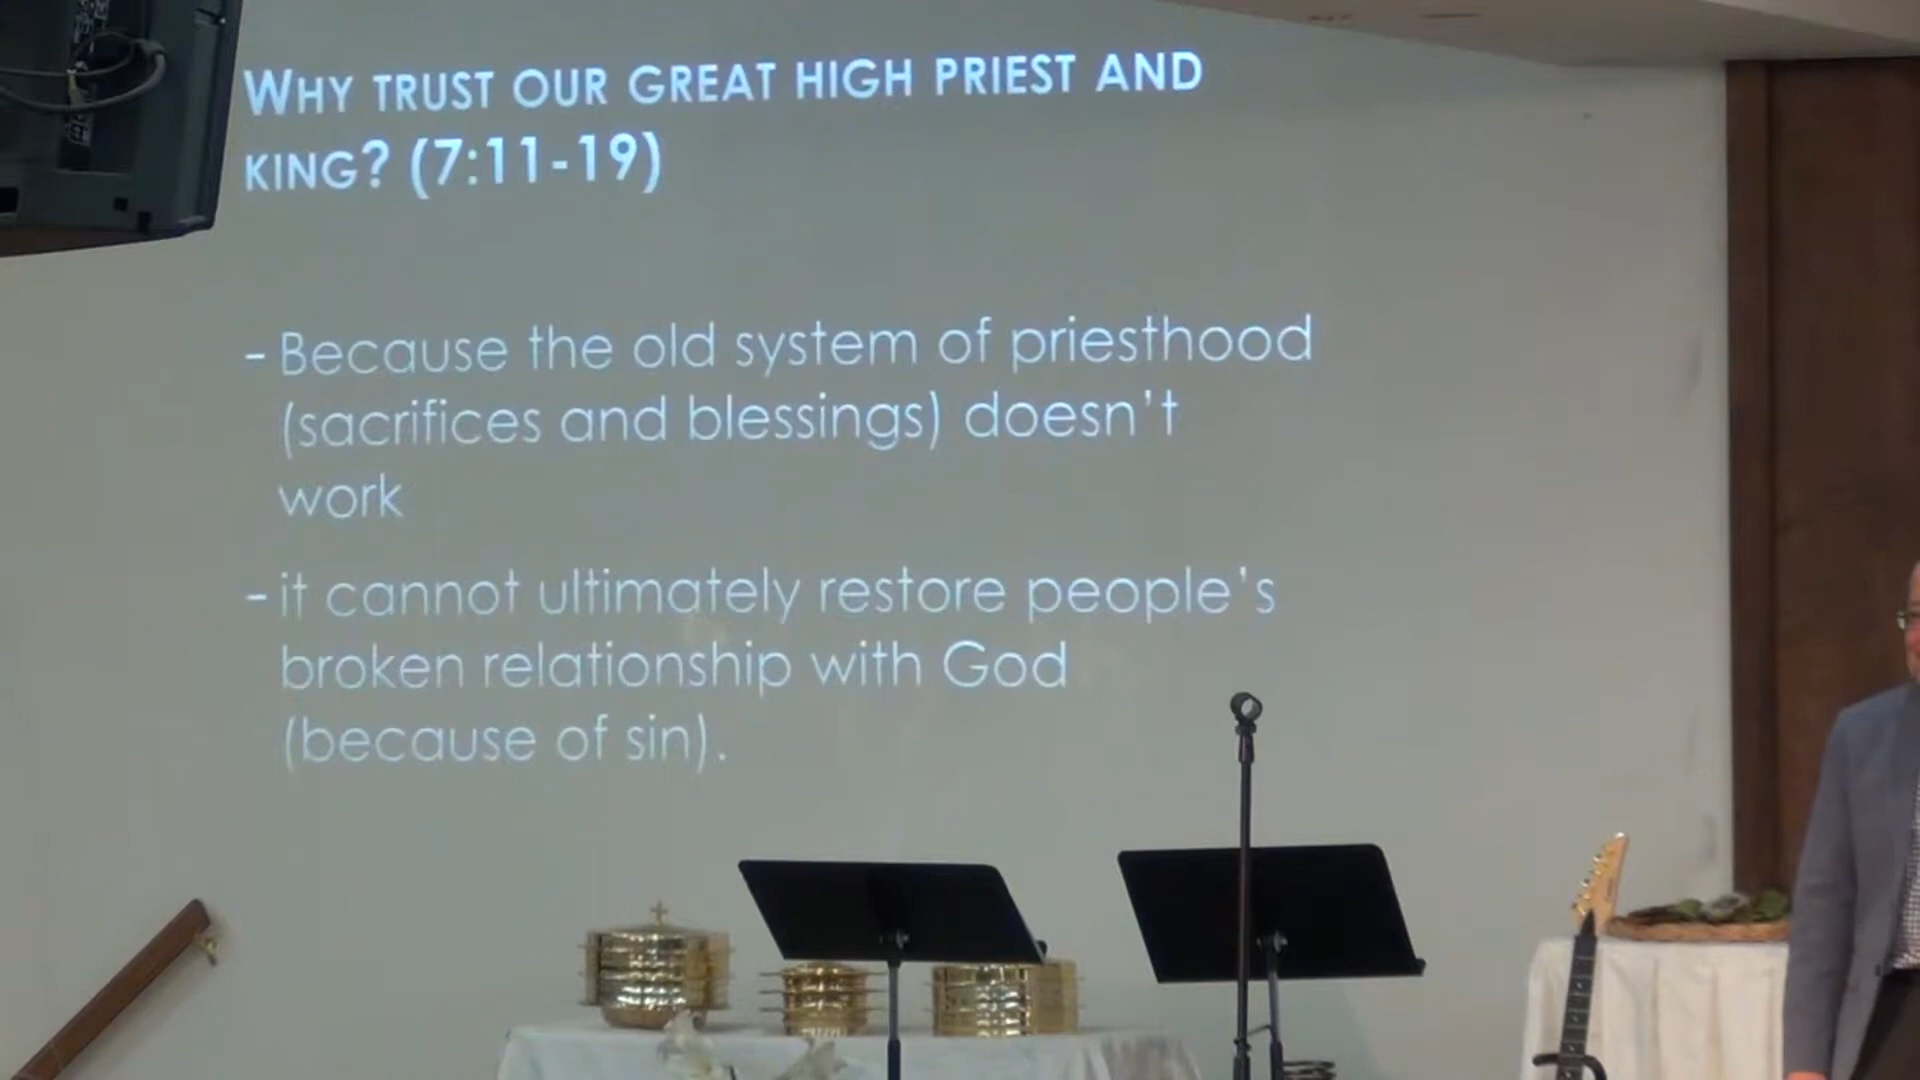 WHY TRUST OUR GREAT HIGH PRIEST AND
KING? (7:11-19)
- Because the old system of priesthood
(sacrifices and blessings) doesn't
work
- it cannot ultimately restore people's
broken relationship with God
(because of sin).